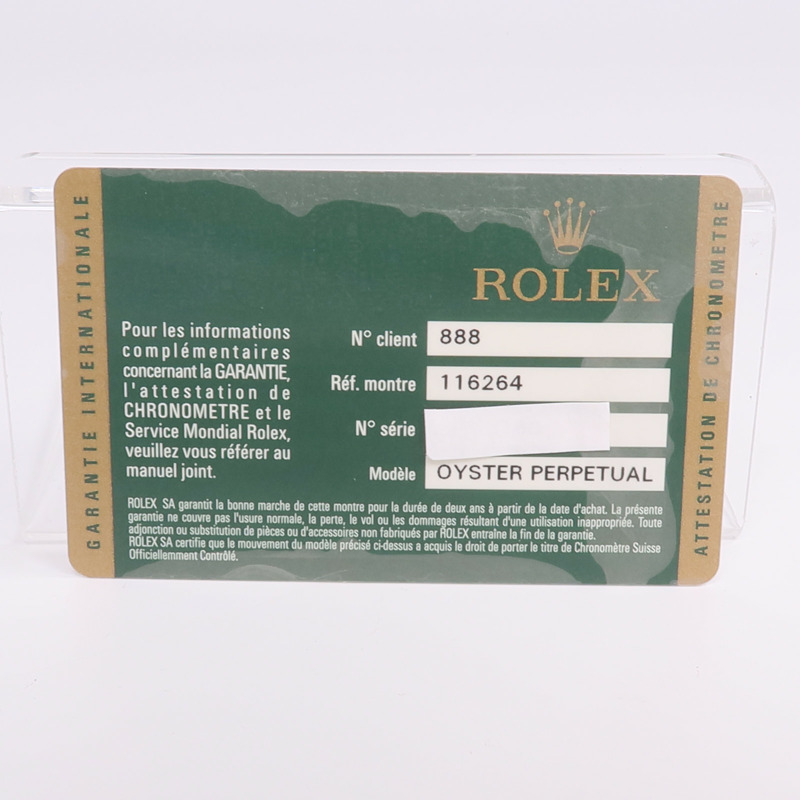 GARANTIE INTERNATIONALE
ROLEX
Pour les informations
complémentaires
concernant la GARANTIE,
l'attestation de
CHRONOMETRE et le
Service Mondial Rolex,
veuillez vous référer au
manuel joint.
N° client 888
Réf. montre 116264
N° série
Modèle OYSTER PERPETUAL
ROLEX SA garantit la bonne marche de cette montre pour la durée de deux ans à partir de la date d'achat. La présente
garantie ne couvre pas l'usure normale, la perte, le vol ou les dommages résultant d'une utilisation inappropriée. Toute
adjonction ou substitution de pièces ou d'accessoires non fabriqués par ROLEX entraîne la fin de la garantie.
ROLEX SA certifie que le mouvement du modèle précisé ci-dessus a acquis le droit de porter le titre de Chronomètre Suisse
Officiellemment Contrôlé.
ATTESTATION DE CHRONOMETRE